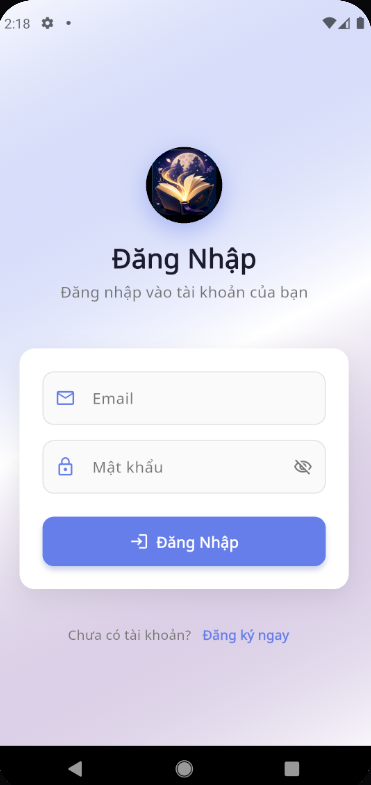 2:18
Đăng Nhập
Đăng nhập vào tài khoản của bạn
Email
Mật khẩu
Đăng Nhập
Chưa có tài khoản? Đăng ký ngay